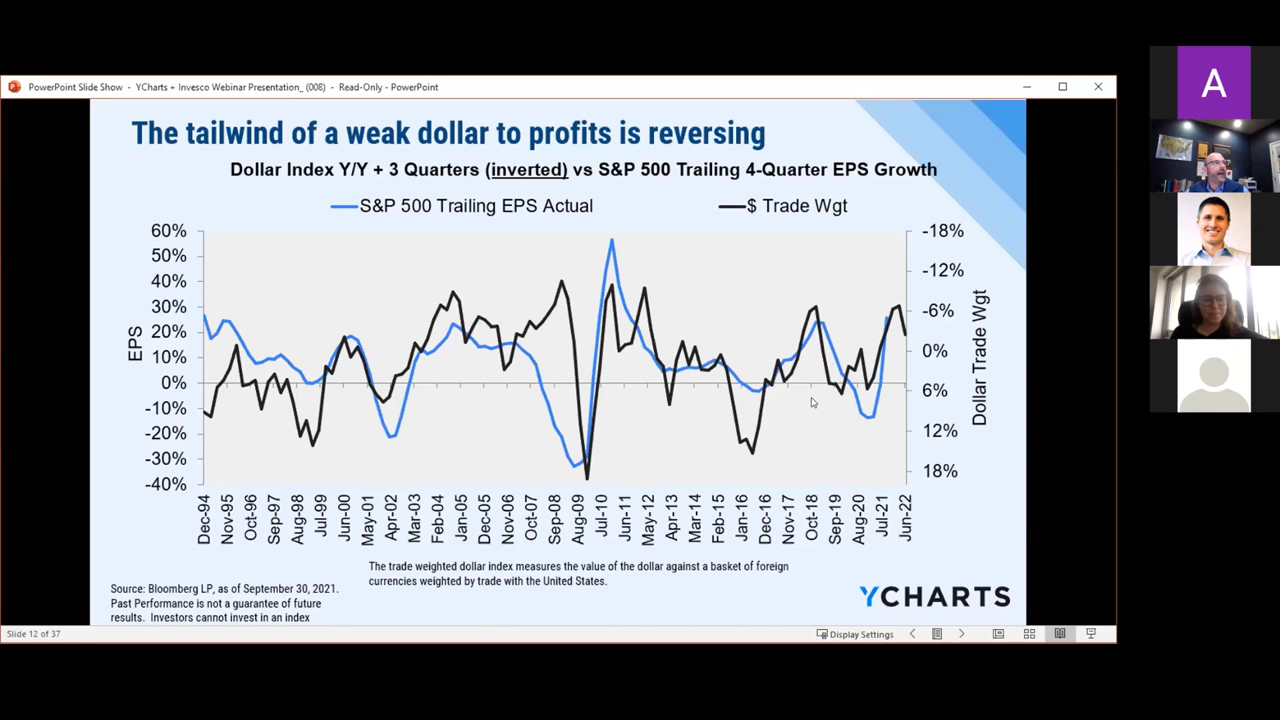 PowerPoint Slide Show - YCharts + Invesco Webinar Presentation_ (008) - Read-Only - PowerPoint
The tailwind of a weak dollar to profits is reversing
Dollar Index Y/Y + 3 Quarters (inverted) vs S&P 500 Trailing 4-Quarter EPS Growth
S&P 500 Trailing EPS Actual
$ Trade Wgt
60%
50%
40%
30%
20%
10%
0%
-10%
-20%
-30%
-40%
EPS
-18%
-12%
-6%
0%
6%
12%
18%
Dollar Trade Wgt
Dec-94
Nov-95
Oct-96
Sep-97
Aug-98
Jul-99
Jun-00
May-01
Apr-02
Mar-03
Feb-04
Jan-05
Dec-05
Nov-06
Oct-07
Sep-08
Aug-09
Jul-10
Jun-11
May-12
Apr-13
Mar-14
Feb-15
Jan-16
Dec-16
Nov-17
Oct-18
Sep-19
Aug-20
Jul-21
Jun-22
The trade weighted dollar index measures the value of the dollar against a basket of foreign
currencies weighted by trade with the United States.
Source: Bloomberg LP, as of September 30, 2021.
Past Performance is not a guarantee of future
results. Investors cannot invest in an index
YCHARTS
Slide 12 of 37
Display Settings
A